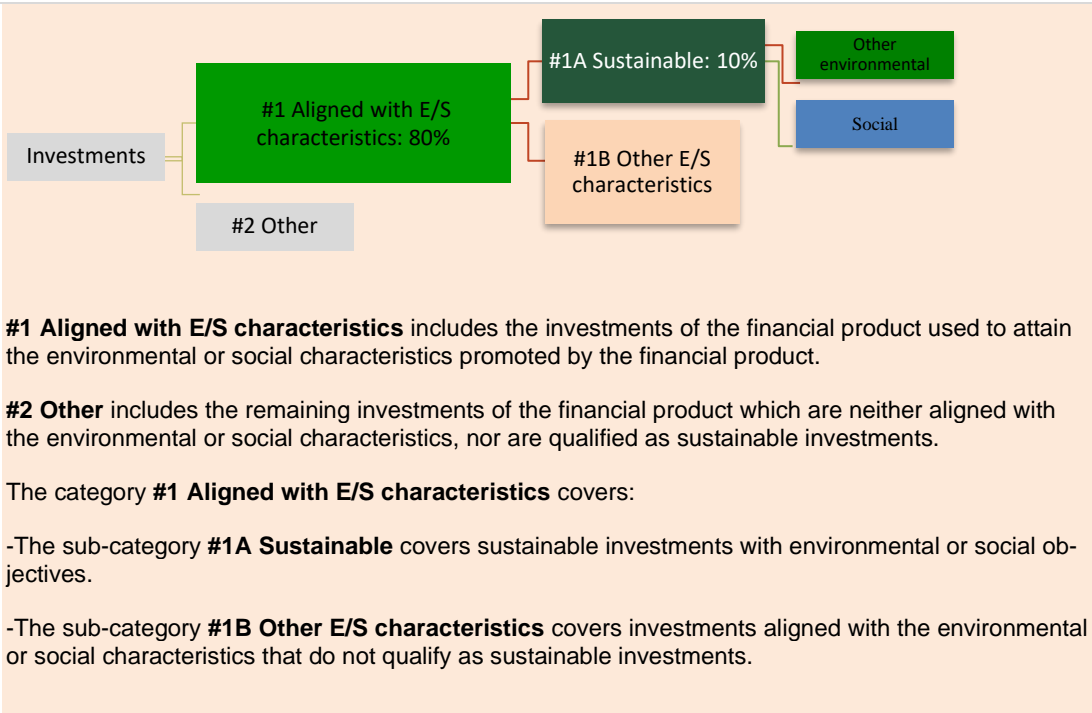 Other
environmental
#1A Sustainable: 10%
#1 Aligned with E/S
characteristics: 80%
Social
Investments
#1B Other E/S
characteristics
#2 Other
#1 Aligned with E/S characteristics includes the investments of the financial product used to attain
the environmental or social characteristics promoted by the financial product.
#2 Other includes the remaining investments of the financial product which are neither aligned with
the environmental or social characteristics, nor are qualified as sustainable investments.
The category #1 Aligned with E/S characteristics covers:
-The sub-category #1A Sustainable covers sustainable investments with environmental or social ob-
jectives.
-The sub-category #1B Other E/S characteristics covers investments aligned with the environmental
or social characteristics that do not qualify as sustainable investments.